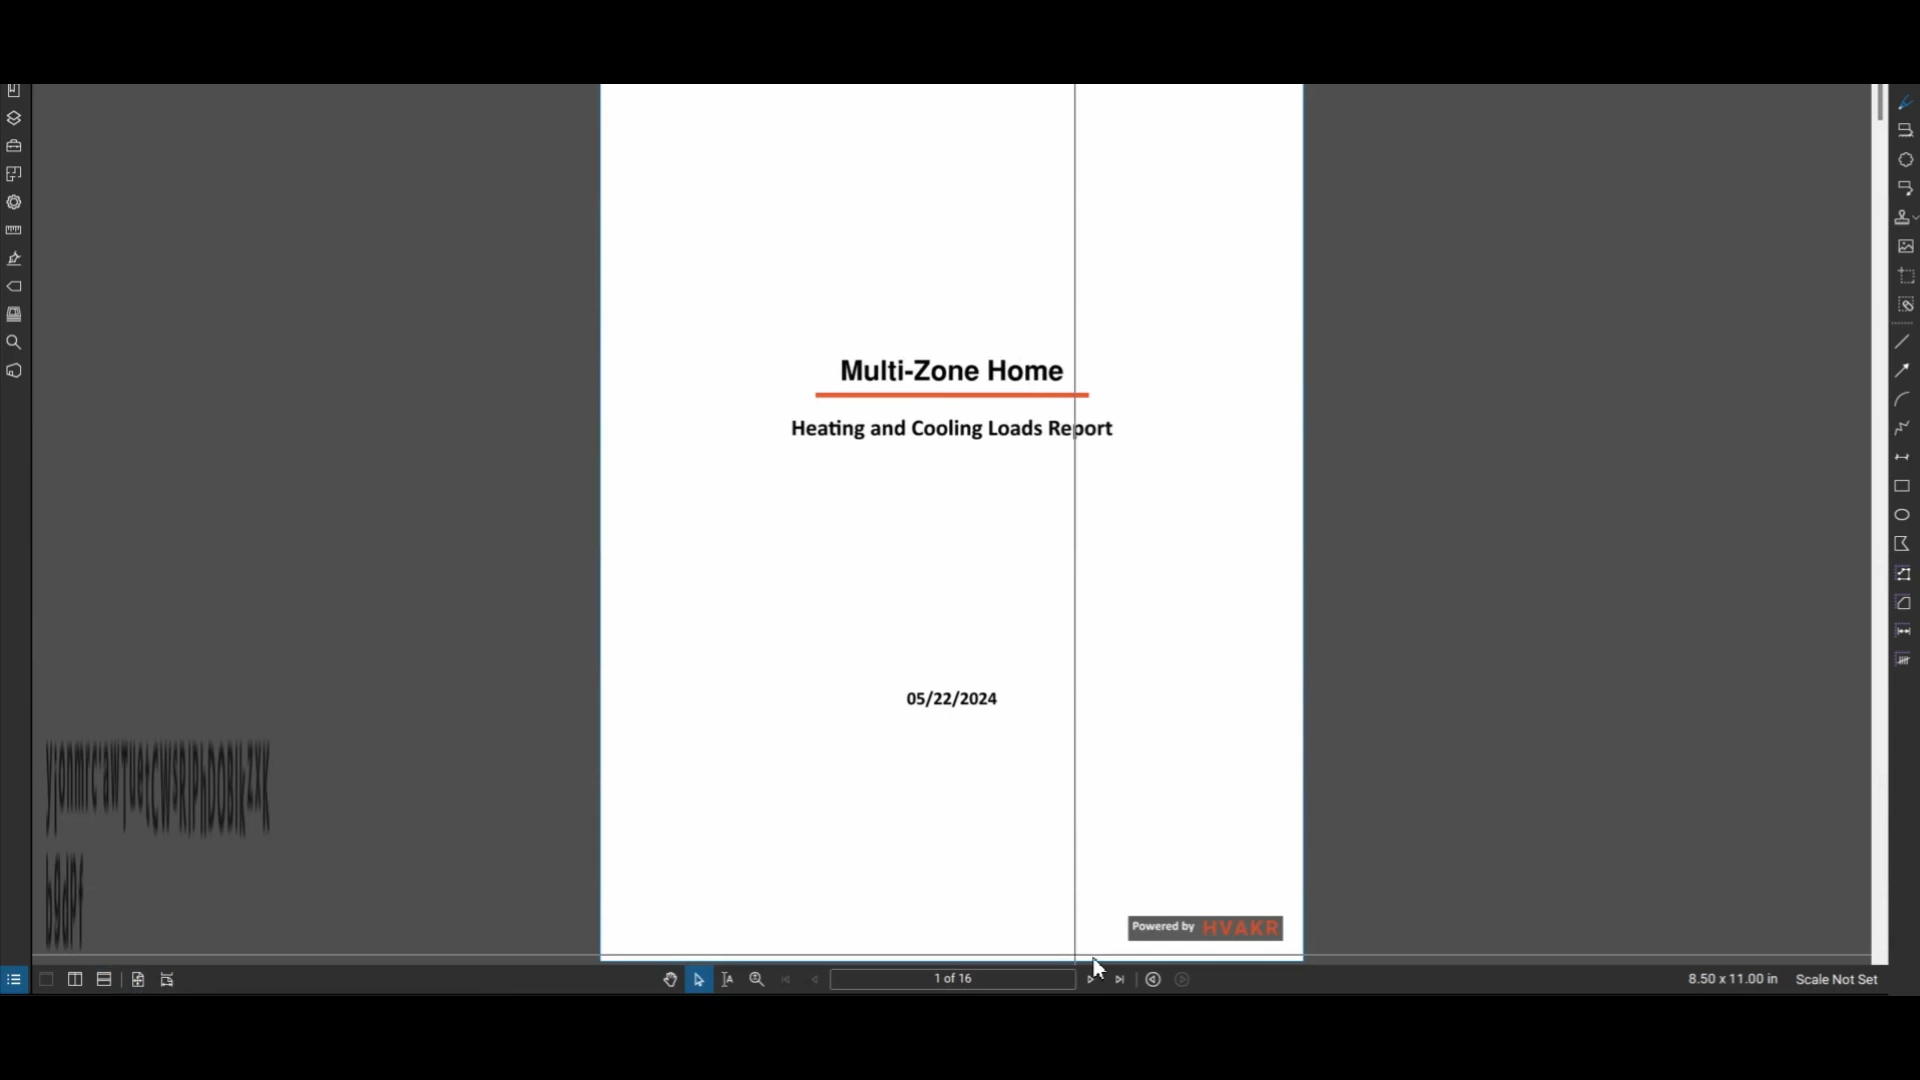 Multi-Zone Home
Heating and Cooling Loads Report
05/22/2024
Powered by HVAKR
1 of 16
8.50 x 11.00 in
Scale Not Set